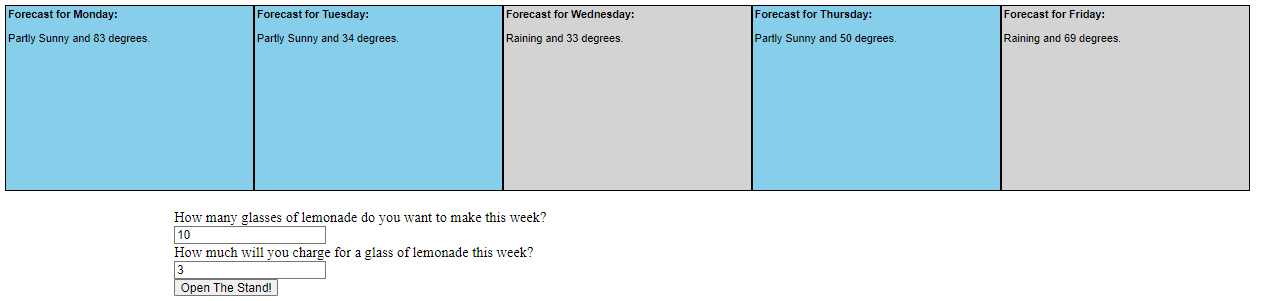 Forecast for Monday:
Partly Sunny and 83 degrees.
Forecast for Tuesday:
Partly Sunny and 34 degrees.
Forecast for Wednesday:
Raining and 33 degrees.
Forecast for Thursday:
Partly Sunny and 50 degrees.
Forecast for Friday:
Raining and 69 degrees.
How many glasses of lemonade do you want to make this week?
10
How much will you charge for a glass of lemonade this week?
3
Open The Stand!